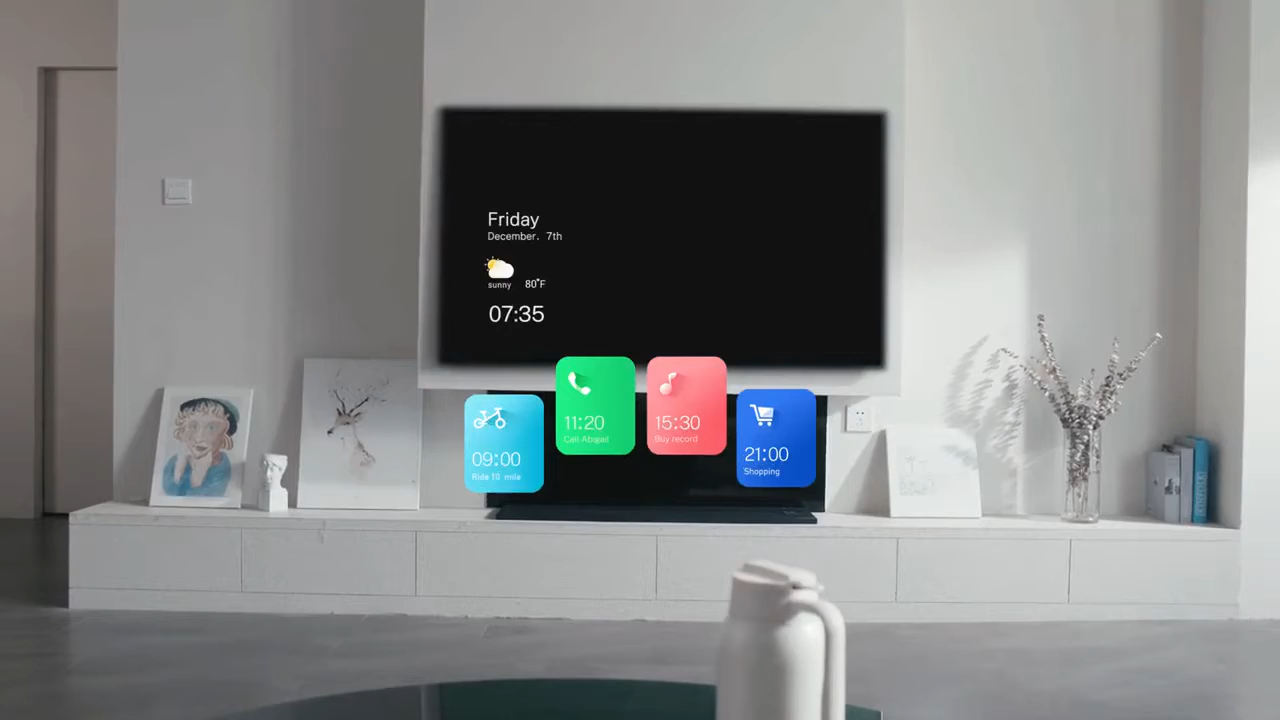 Friday
December. 7th
sunny 80°F
07:35
09:00
Ride 10 mile
11:20
Call Abigail
15:30
Buy record
21:00
Shopping